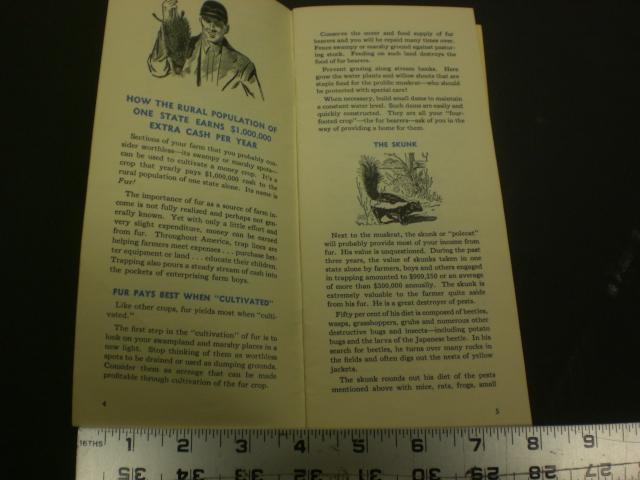 HOW THE RURAL POPULATION OF
ONE STATE EARNS $1,000,000
EXTRA CASH PER YEAR
Sections of your farm that you probably con-
sider worthless—its swampy or marshy spots—
can be used to cultivate a money crop. It's a
crop that yearly pays $1,000,000 cash to the
rural population of one state alone. Its name is
Fur!
The importance of fur as a source of farm in-
come is not fully realized and perhaps not gen-
erally known. Yet with only a little effort and
very slight expenditure, money can be earned
from fur. Throughout America, trap lines are
helping farmers meet expenses . . . purchase bet-
ter equipment or land . . . educate their children.
Trapping also pours a steady stream of cash into
the pockets of enterprising farm boys.
FUR PAYS BEST WHEN "CULTIVATED"
Like other crops, fur yields most when "culti-
vated."
The first step in the "cultivation" of fur is to
look on your swampland and marshy places in a
new light. Stop thinking of them as worthless
spots to be drained or used as dumping grounds.
Consider them as acreage that can be made
profitable through cultivation of the fur crop.
4
Conserve the cover and food supply of fur
bearers and you will be repaid many times over.
Fence swampy or marshy ground against pastur-
ing stock. Feeding on such land destroys the
food of fur bearers.
Prevent grazing along stream banks. Here
grow the water plants and willow shoots that are
staple food for the prolific muskrat—who should
be protected with special care!
When necessary, build small dams to maintain
a constant water level. Such dams are easily and
quickly constructed. They are all your "four-
footed crop"—the fur bearers—ask of you in the
way of providing a home for them.
THE SKUNK
Next to the muskrat, the skunk or "polecat"
will probably provide most of your income from
fur. His value is unquestioned. During the past
three years, the value of skunks taken in one
state alone by farmers, boys and others engaged
in trapping amounted to $909,250 or an average
of more than $300,000 annually. The skunk is
extremely valuable to the farmer quite aside
from his fur. He is a great destroyer of pests.
Fifty per cent of his diet is composed of beetles,
wasps, grasshoppers, grubs and numerous other
destructive bugs and insects—including potato
bugs and the larva of the Japanese beetle. In his
search for beetles, he turns over many rocks in
the fields and often digs out the nests of yellow
jackets.
The skunk rounds out his diet of the pests
mentioned above with mice, rats, frogs, small
5
16THS 1 2 3 4 5 6 7 8 9
35 34 33 32 31 30 29 28 27